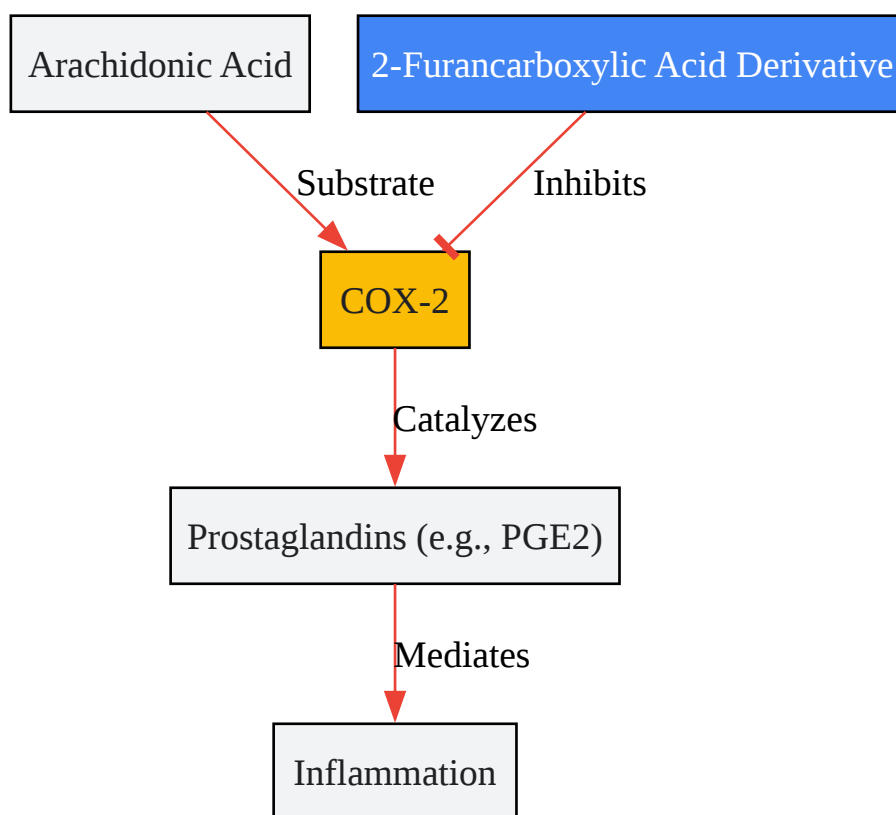 Arachidonic Acid
2-Furancarboxylic Acid Derivative
Substrate
Inhibits
COX-2
Catalyzes
Prostaglandins (e.g., PGE2)
Mediates
Inflammation